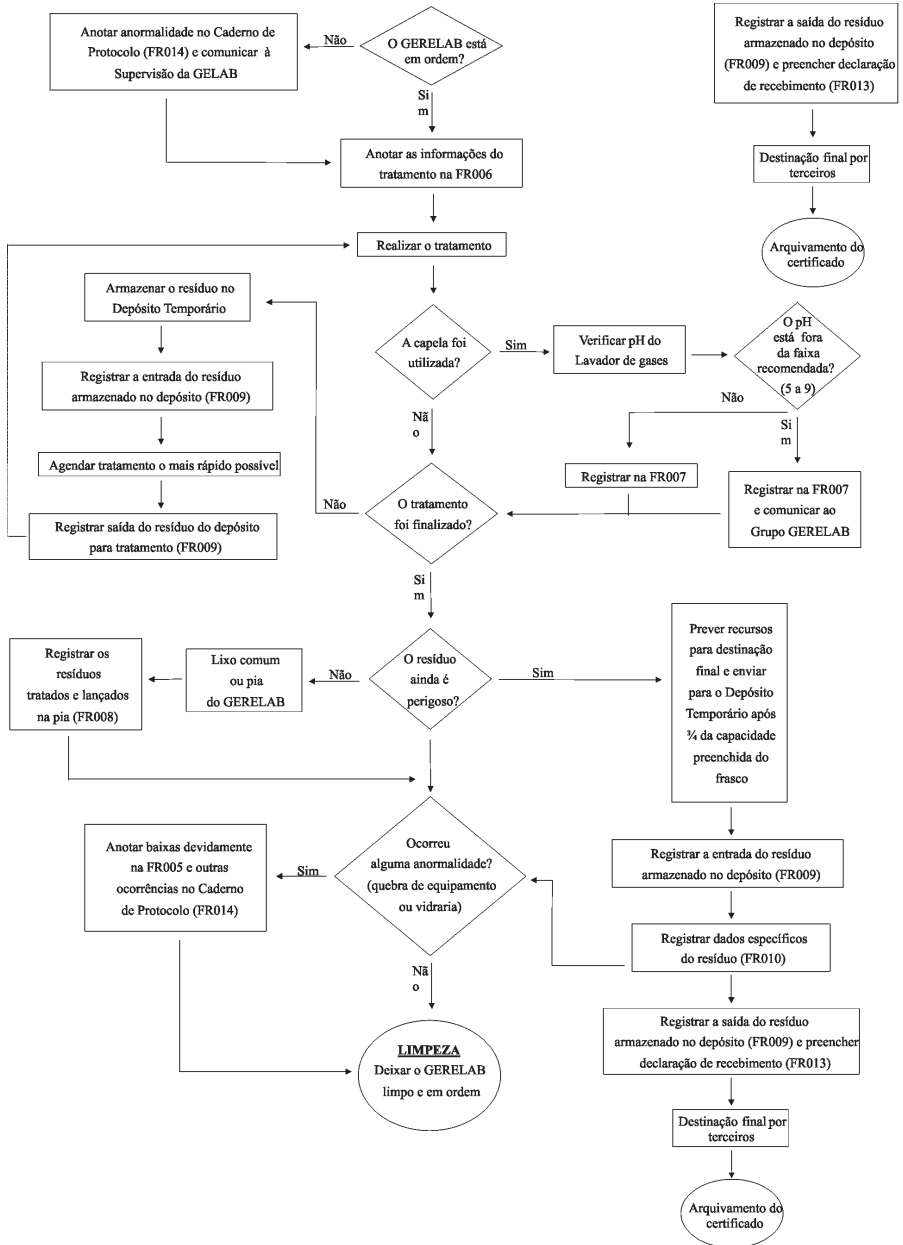 Anotar anormalidade no Caderno de
Protocolo (FR014) e comunicar à
Supervisão da GELAB
Não
O GERELAB está
em ordem?
Si
m
Registrar a saída do resíduo
armazenado no depósito
(FR009) e preencher declaração
de recebimento (FR013)
Anotar as informações do
tratamento na FR006
Destinação final por
terceiros
Realizar o tratamento
Arquivamento do
certificado
Armazenar o resíduo no
Depósito Temporário
A capela foi
utilizada?
Sim
Verificar pH do
Lavador de gases
O pH
está fora
da faixa
recomendada?
(5 a 9)
Registrar a entrada do resíduo
armazenado no depósito (FR009)
Nã
o
Não
Si
m
Agendar tratamento o mais rápido possível
Registrar na FR007
Registrar na FR007
e comunicar ao
Grupo GERELAB
Registrar saída do resíduo do depósito
para tratamento (FR009)
Não
O tratamento
foi finalizado?
Si
m
Registrar os
resíduos
tratados e lançados
na pia (FR008)
Lixo comum
ou pia
do GERELAB
Não
O resíduo
ainda é
perigoso?
Sim
Prever recursos
para destinação
final e enviar
para o Depósito
Temporário após
¾ da capacidade
preenchida do
frasco
Anotar baixas devidamente
na FR005 e outras
ocorrências no Caderno
de Protocolo (FR014)
Sim
Ocorreu
alguma anormalidade?
(quebra de equipamento
ou vidraria)
Registrar a entrada do resíduo
armazenado no depósito (FR009)
Registrar dados específicos
do resíduo (FR010)
Nã
o
LIMPEZA
Deixar o GERELAB
limpo e em ordem
Registrar a saída do resíduo
armazenado no depósito (FR009) e preencher
declaração de recebimento (FR013)
Destinação final por
terceiros
Arquivamento do
certificado